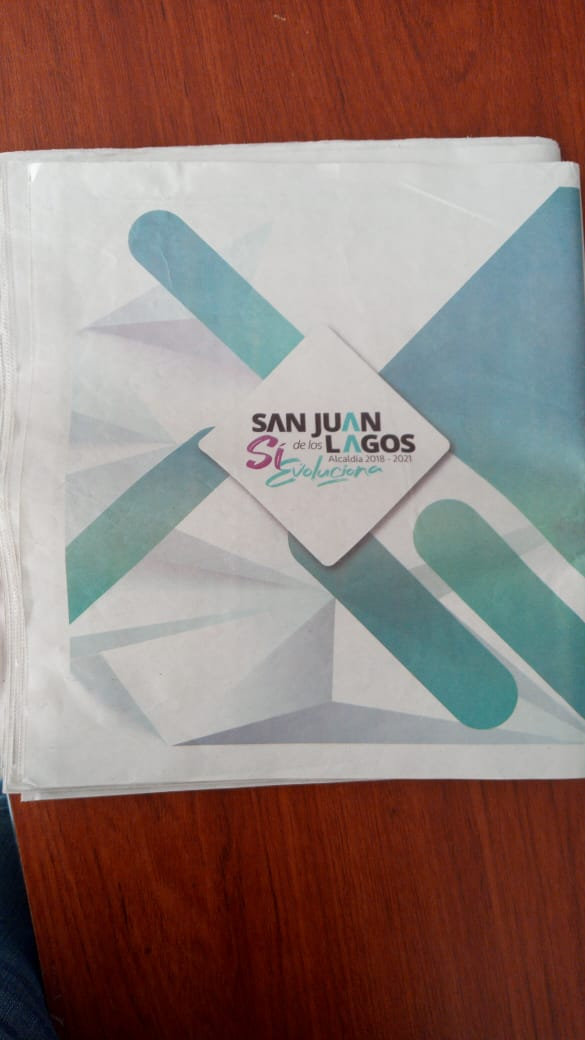 SAN JUAN
de los LAGOS
Alcaldía 2018 - 2021
Sí Evoluciona